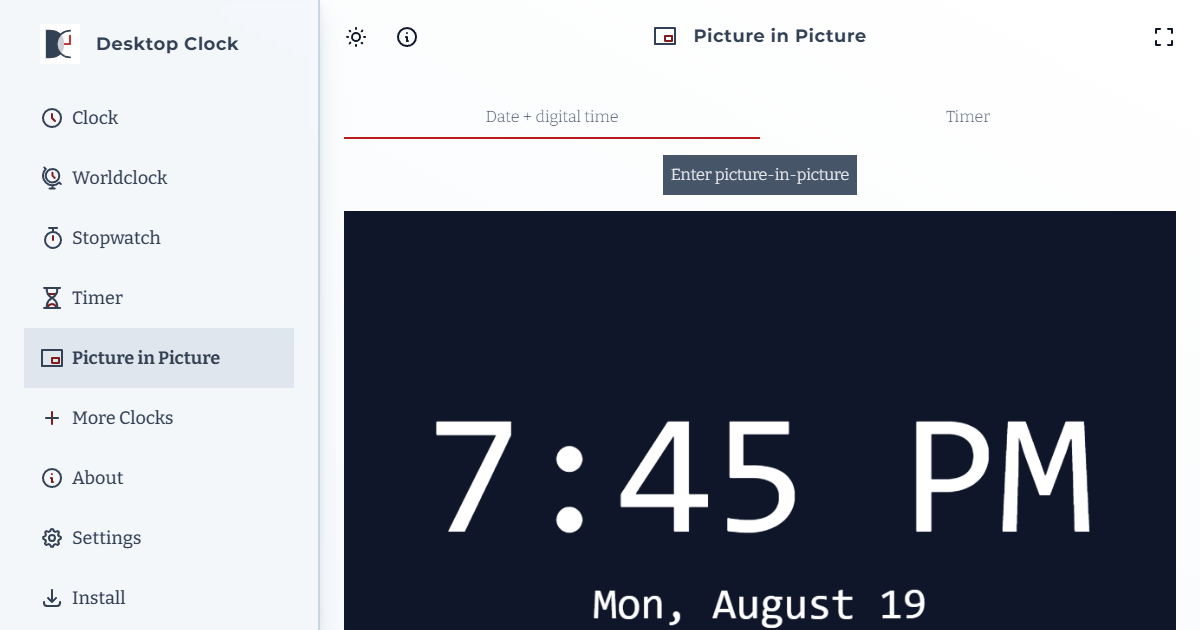 Desktop Clock
Clock
Worldclock
Stopwatch
Timer
Picture in Picture
More Clocks
About
Settings
Install
Picture in Picture
Date + digital time
Timer
Enter picture-in-picture
7:45 PM
Mon, August 19